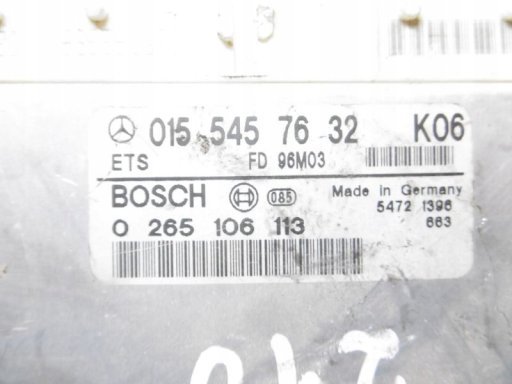 015 545 76 32 K06
ETS FD 96M03
BOSCH 085 Made in Germany
0 265 106 113 5472 1396
663